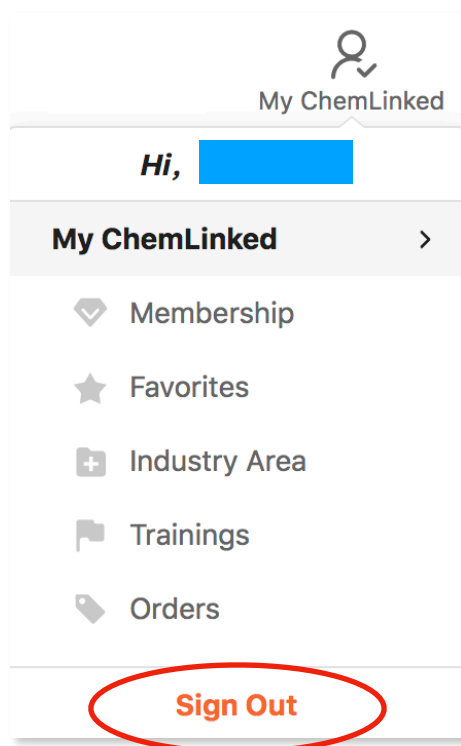 My ChemLinked
Hi,
My ChemLinked
Membership
Favorites
Industry Area
Trainings
Orders
Sign Out